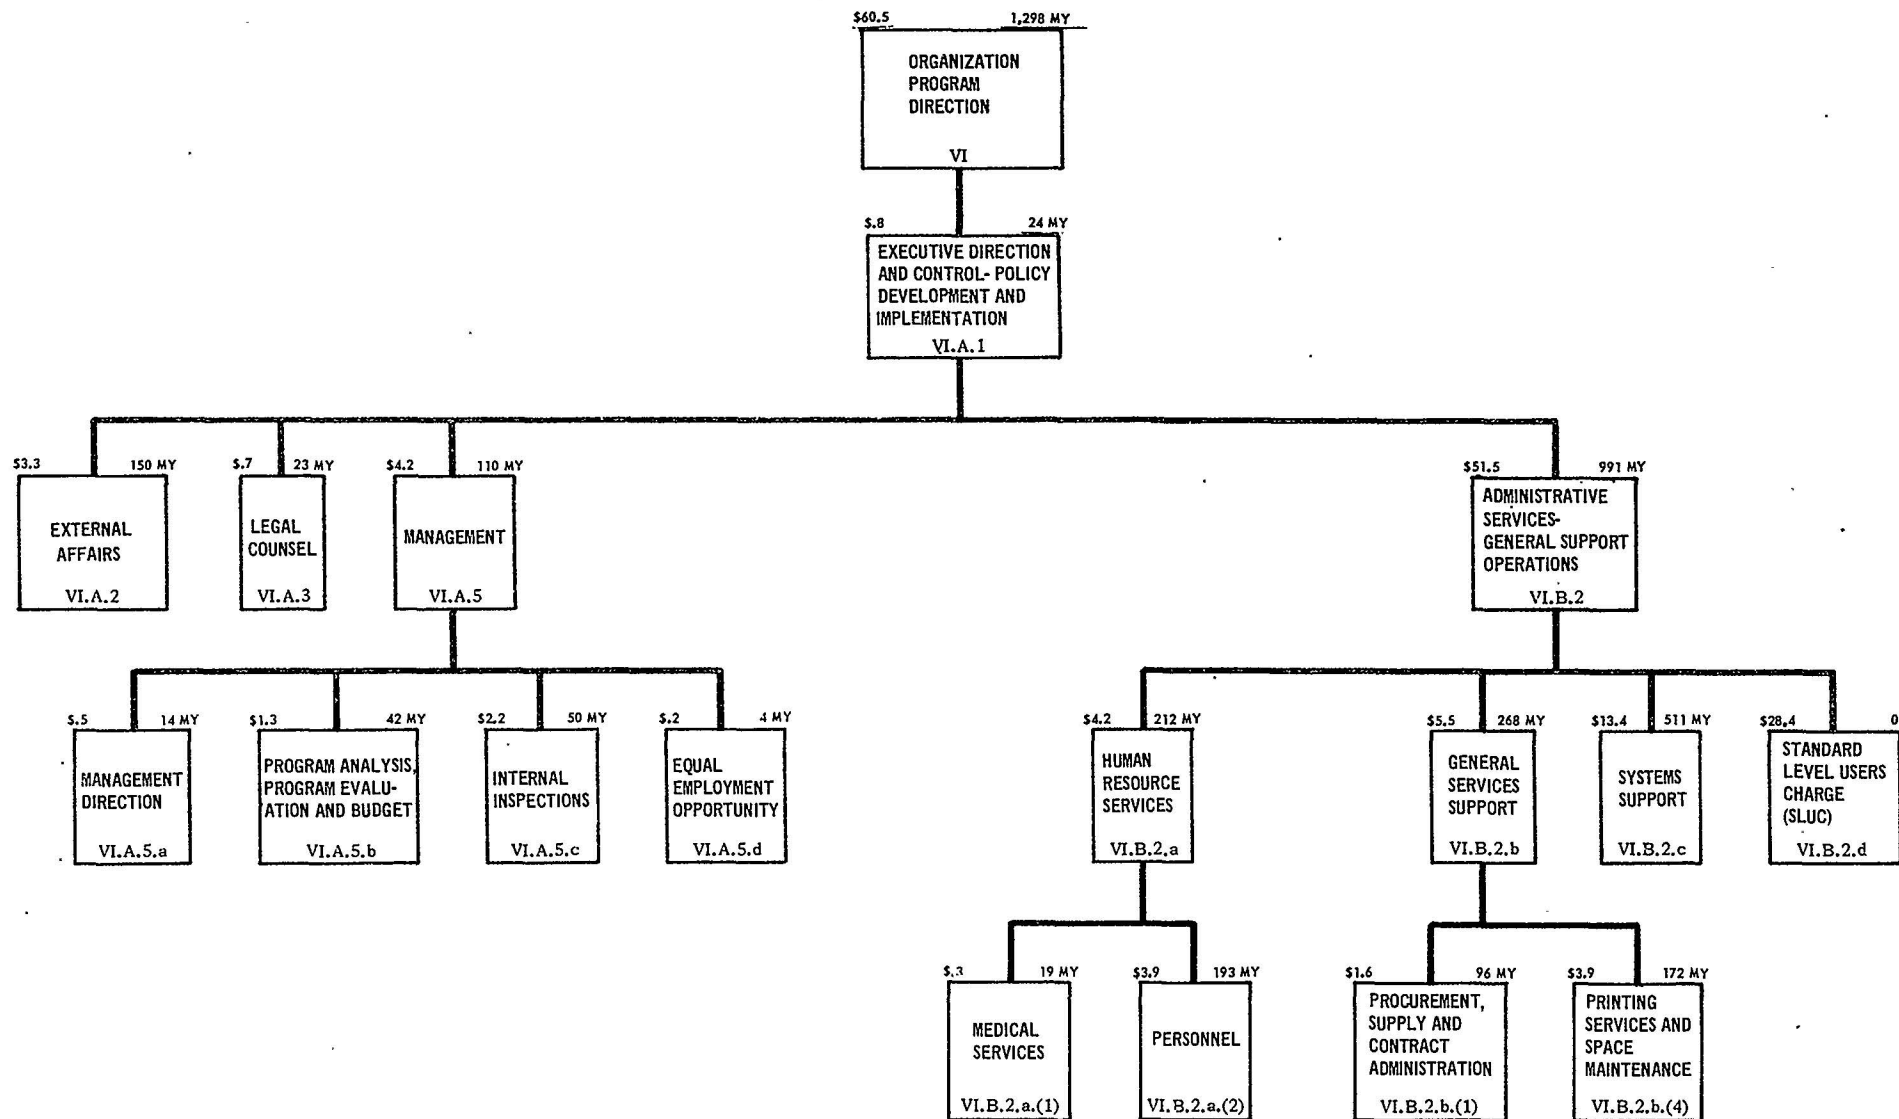 $60.5 1,298 MY
ORGANIZATION
PROGRAM
DIRECTION
VI
$.8 24 MY
EXECUTIVE DIRECTION
AND CONTROL- POLICY
DEVELOPMENT AND
IMPLEMENTATION
VI.A.1
$3.3 150 MY
EXTERNAL
AFFAIRS
VI.A.2
$.7 23 MY
LEGAL
COUNSEL
VI.A.3
$4.2 110 MY
MANAGEMENT
VI.A.5
$51.5 991 MY
ADMINISTRATIVE
SERVICES-
GENERAL SUPPORT
OPERATIONS
VI.B.2
$.5 14 MY
MANAGEMENT
DIRECTION
VI.A.5.a
$1.3 42 MY
PROGRAM ANALYSIS,
PROGRAM EVALU-
ATION AND BUDGET
VI.A.5.b
$2.2 50 MY
INTERNAL
INSPECTIONS
VI.A.5.c
$.2 4 MY
EQUAL
EMPLOYMENT
OPPORTUNITY
VI.A.5.d
$4.2 212 MY
HUMAN
RESOURCE
SERVICES
VI.B.2.a
$5.5 268 MY
GENERAL
SERVICES
SUPPORT
VI.B.2.b
$13.4 511 MY
SYSTEMS
SUPPORT
VI.B.2.c
$28.4 0
STANDARD
LEVEL USERS
CHARGE
(SLUC)
VI.B.2.d
$.3 19 MY
MEDICAL
SERVICES
VI.B.2.a.(1)
$3.9 193 MY
PERSONNEL
VI.B.2.a.(2)
$1.6 96 MY
PROCUREMENT,
SUPPLY AND
CONTRACT
ADMINISTRATION
VI.B.2.b.(1)
$3.9 172 MY
PRINTING
SERVICES AND
SPACE
MAINTENANCE
VI.B.2.b.(4)